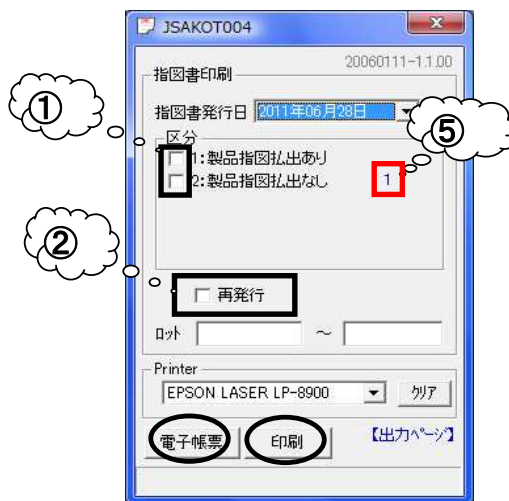 JSAKOT004
20060111-1.1.00
指図書印刷
①
指図書発行日 2011年06月28日
⑤
区分
1:製品指図払出あり
2:製品指図払出なし 1
②
再発行
ロット ～
Printer
EPSON LASER LP-8900 クリア
電子帳票 印刷 【出力ページ】